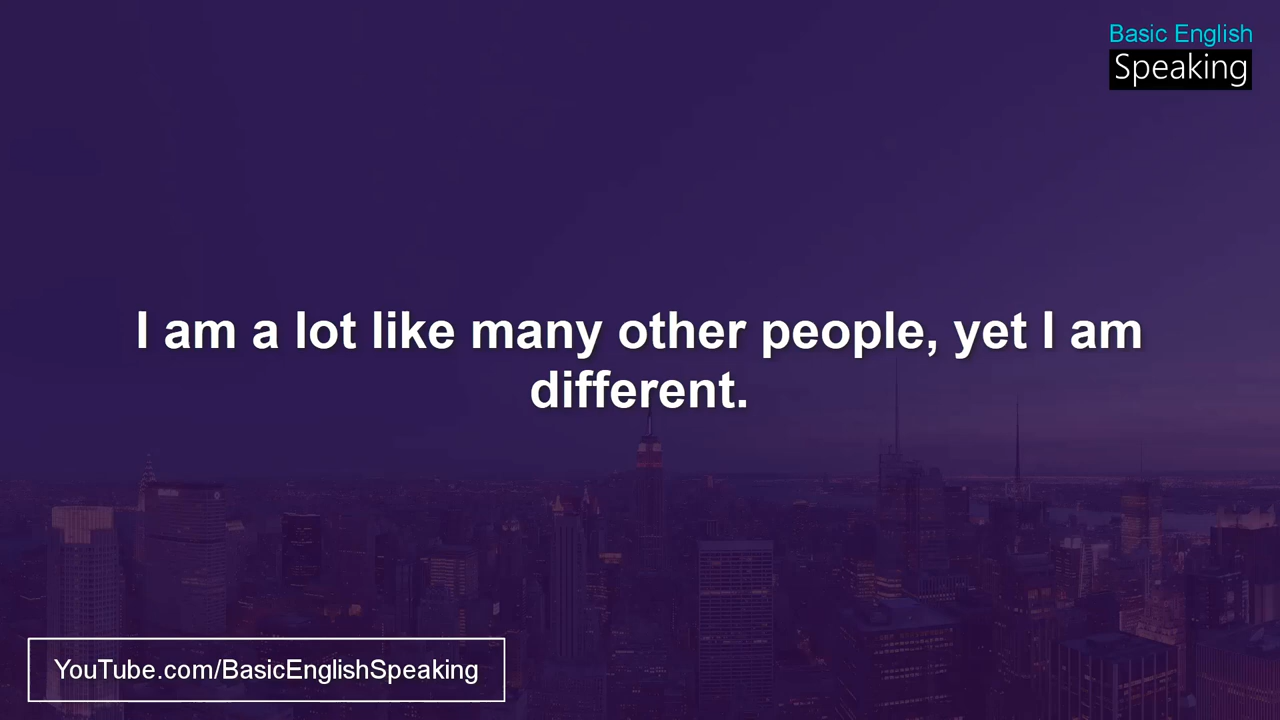 Basic English
Speaking
I am a lot like many other people, yet I am
different.
YouTube.com/BasicEnglishSpeaking